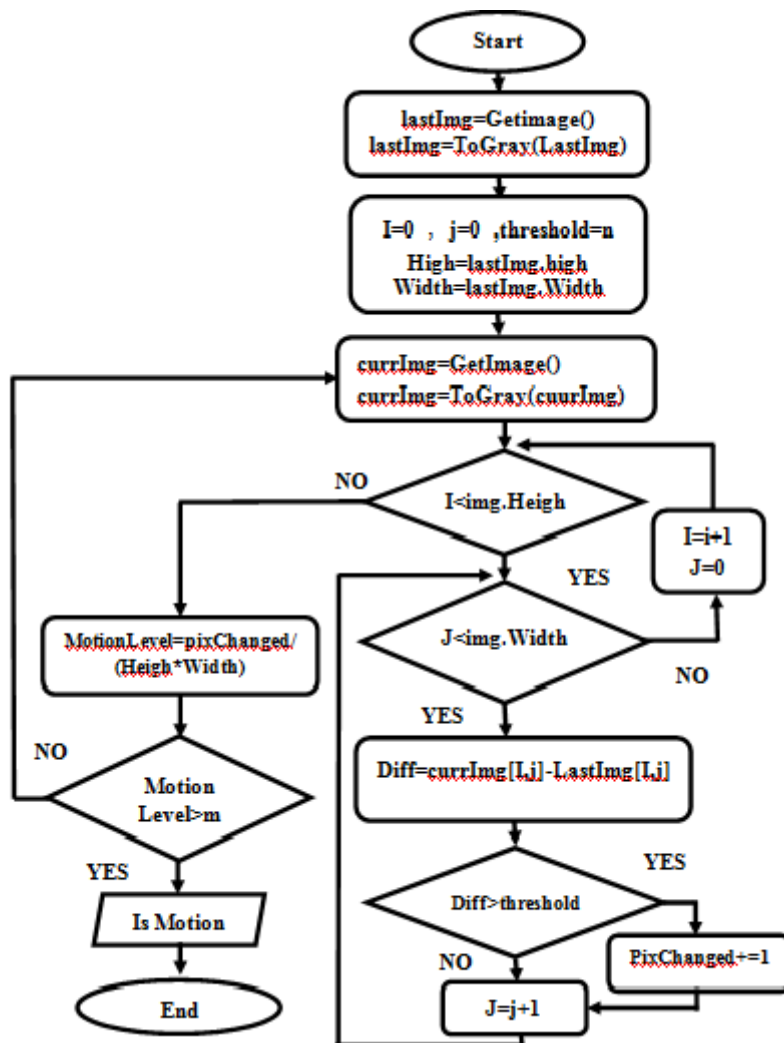 Start
lastImg=Getimage()
lastImg=ToGray(LastImg)
I=0 , j=0 ,threshold=n
High=lastImg.high
Width=lastImg.Width
currImg=GetImage()
currImg=ToGray(cuurImg)
NO
I<img.Heigh
I=i+1
J=0
YES
MotionLevel=pixChanged/
(Heigh*Width)
J<img.Width
NO
YES
NO
Diff=currImg[I,j]-LastImg[I,j]
Motion
Level>m
YES
YES
Diff>threshold
Is Motion
PixChanged+=1
NO
End
J=j+1